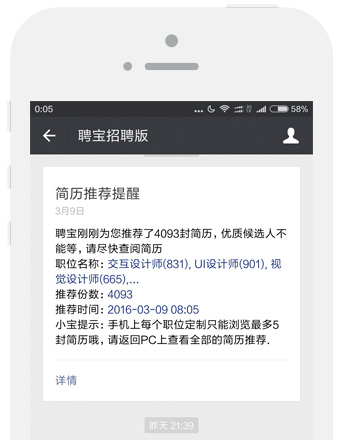 0:05 ... 58%
聘宝招聘版
简历推荐提醒
3月9日
聘宝刚刚为您推荐了4093封简历，优质候选人不
能等，请尽快查阅简历
职位名称：交互设计师(831), UI设计师(901), 视
觉设计师(665),...
推荐份数：4093
推荐时间：2016-03-09 08:05
小宝提示：手机上每个职位定制只能浏览最多5
封简历哦，请返回PC上查看全部的简历推荐.
详情
昨天 21:39